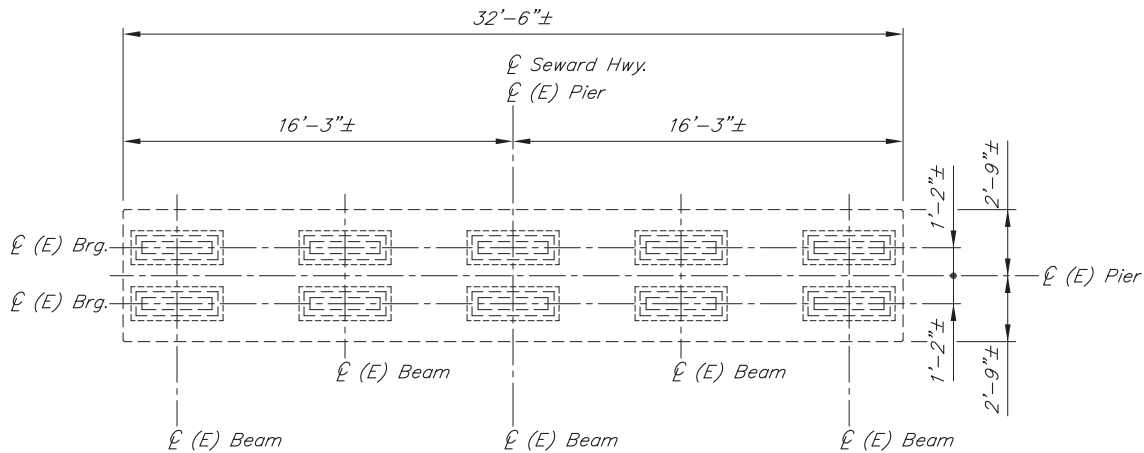 32'-6"±
℄ Seward Hwy.
℄ (E) Pier
16'-3"±
16'-3"±
1'-2"±
2'-9"±
℄ (E) Brg.
℄ (E) Pier
℄ (E) Brg.
1'-2"±
2'-9"±
℄ (E) Beam
℄ (E) Beam
℄ (E) Beam
℄ (E) Beam
℄ (E) Beam